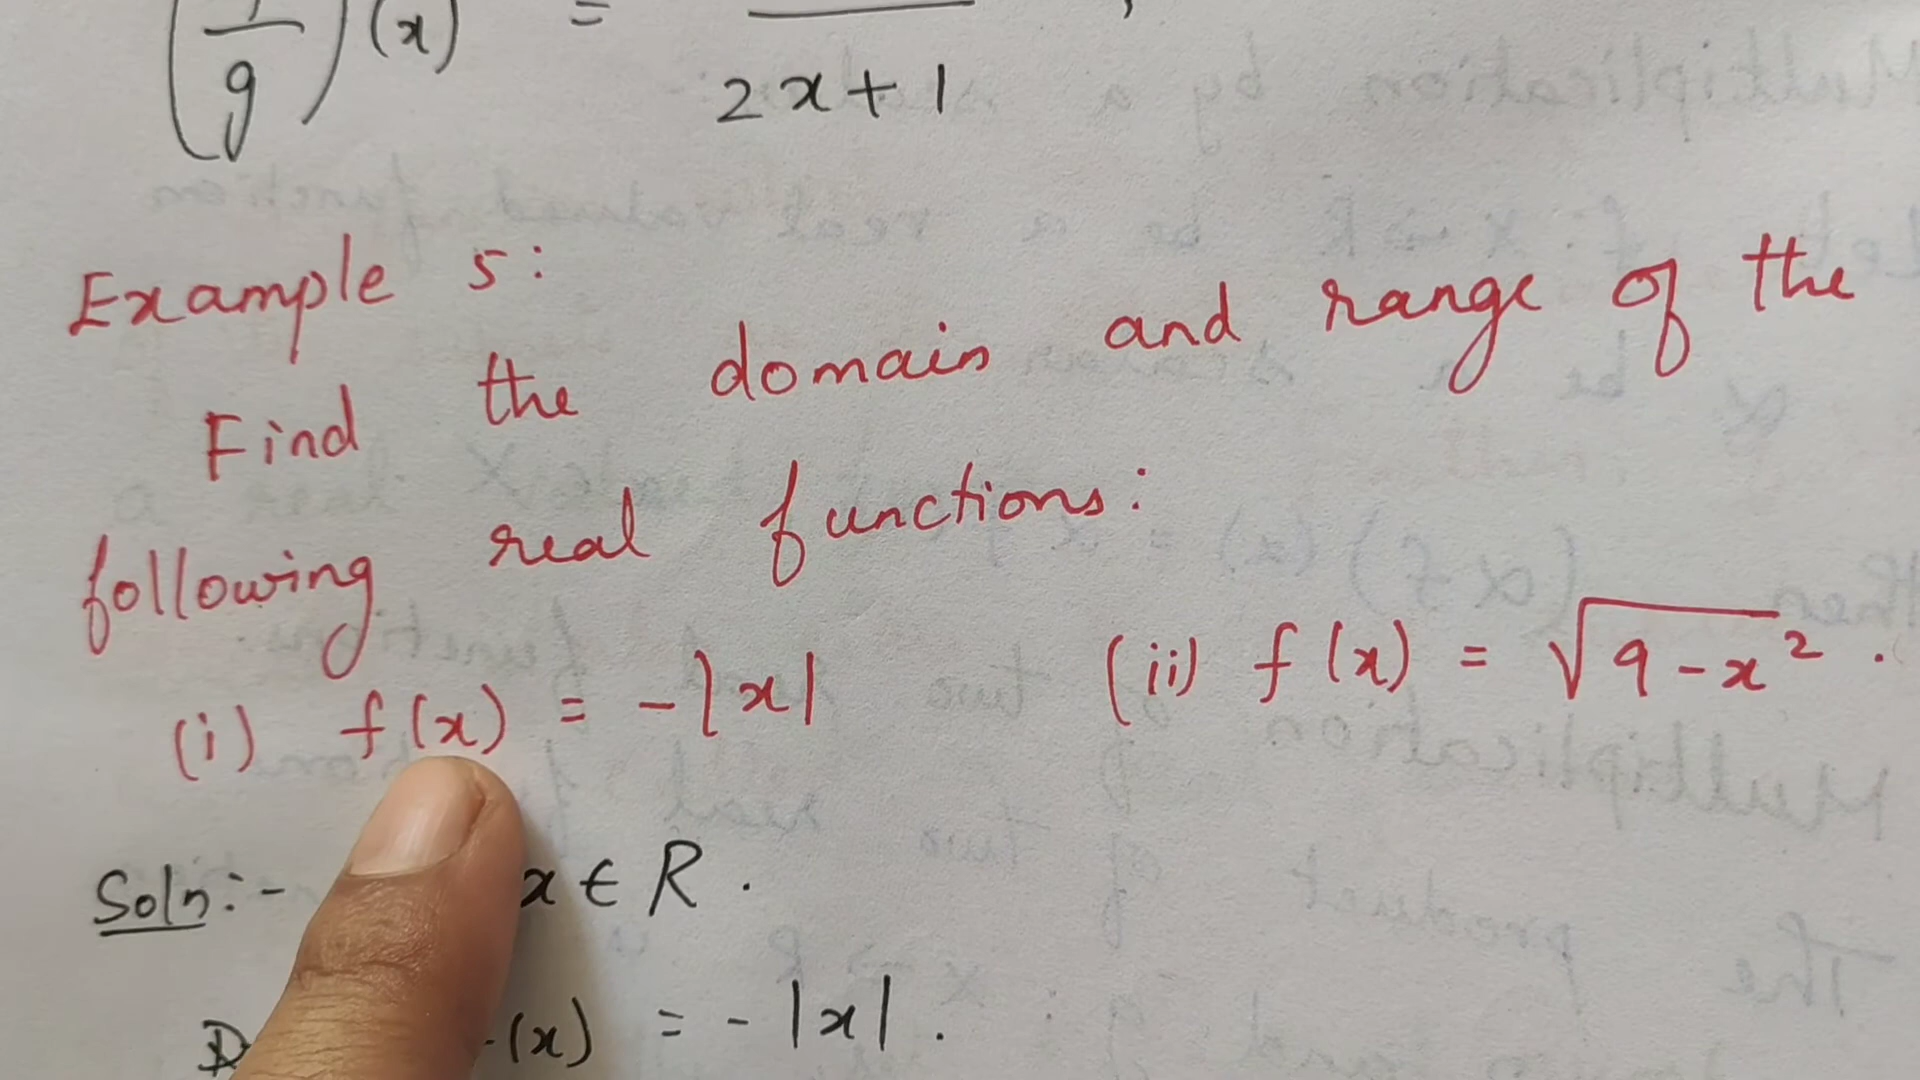 g) (x) =
2x + 1
Example 5:
Find the domain and range of the
following real functions:
(i) f(x) = -|x| (ii) f(x) = √9-x² .
Soln:- x ∈ R .
(x) = -|x| .